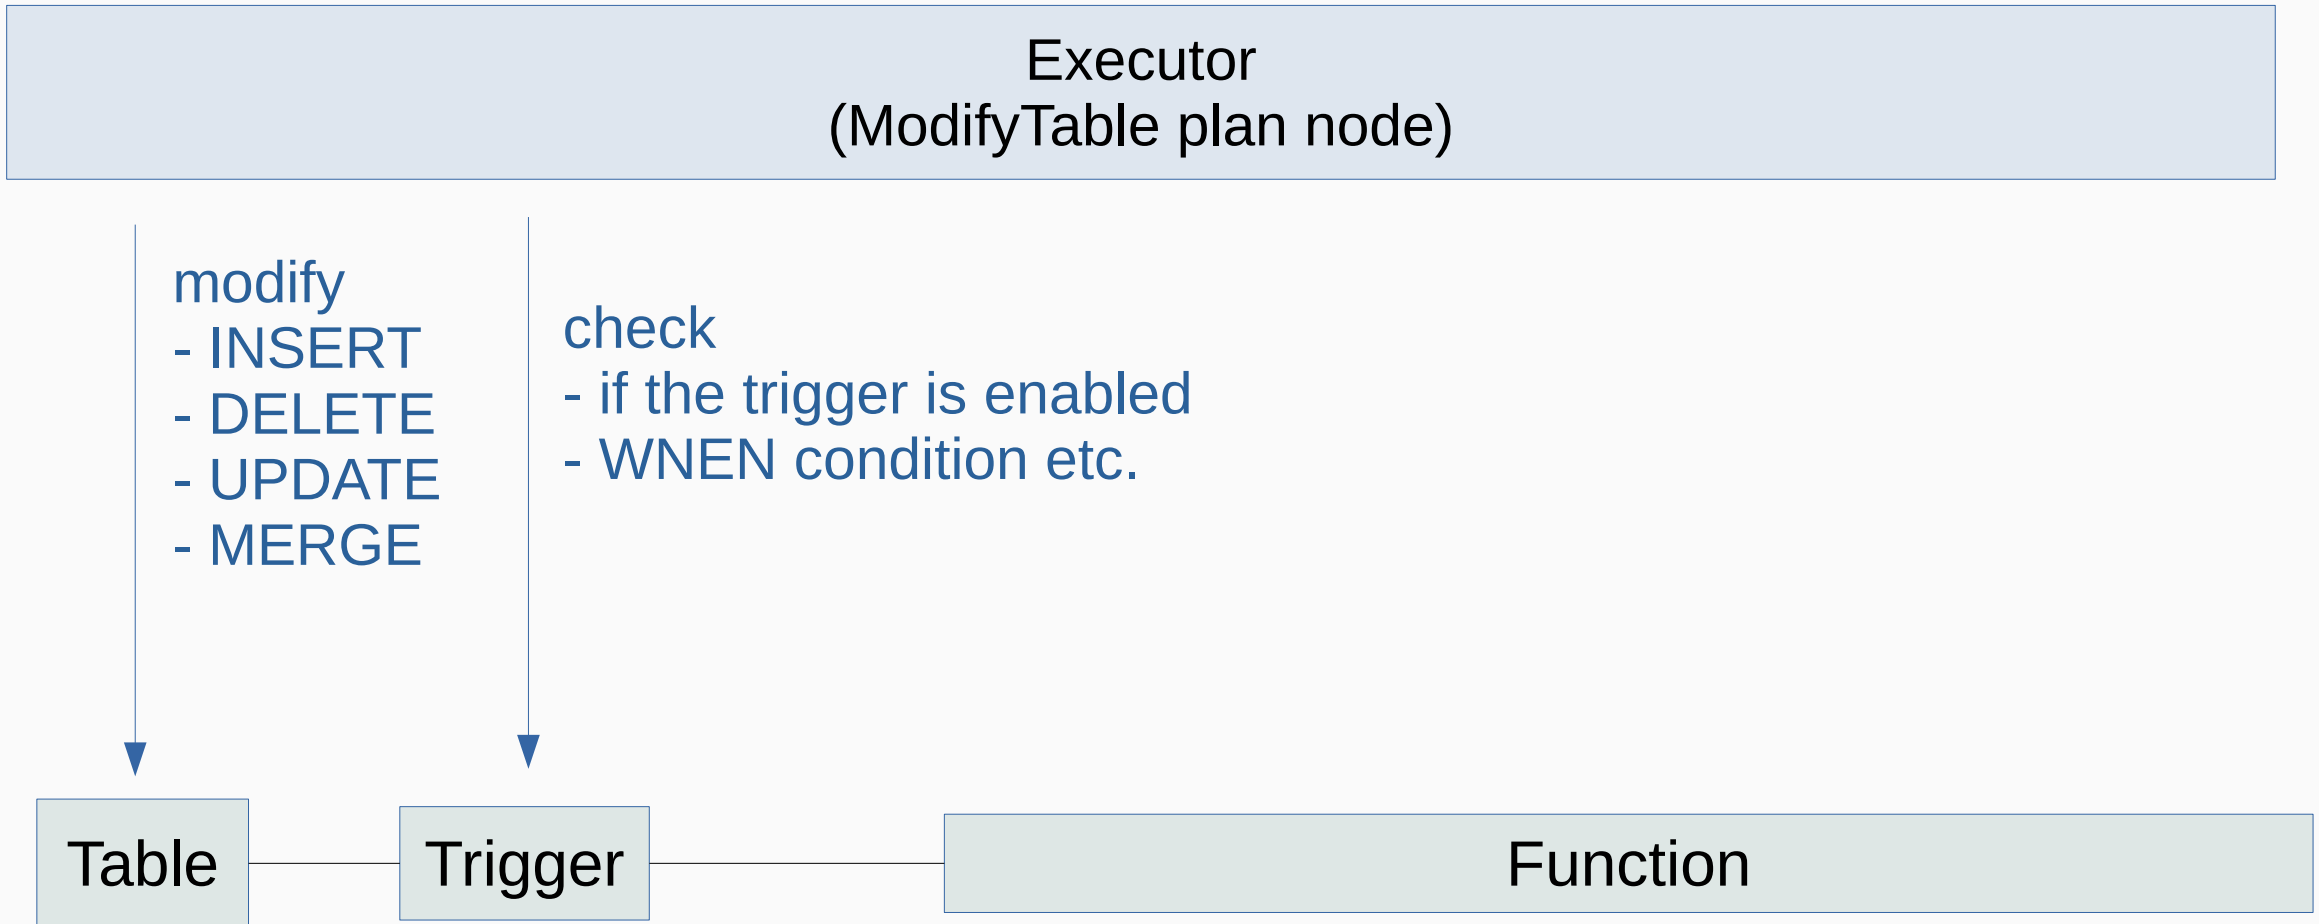 Executor
(ModifyTable plan node)
modify
- INSERT
- DELETE
- UPDATE
- MERGE
check
- if the trigger is enabled
- WNEN condition etc.
Table
Trigger
Function